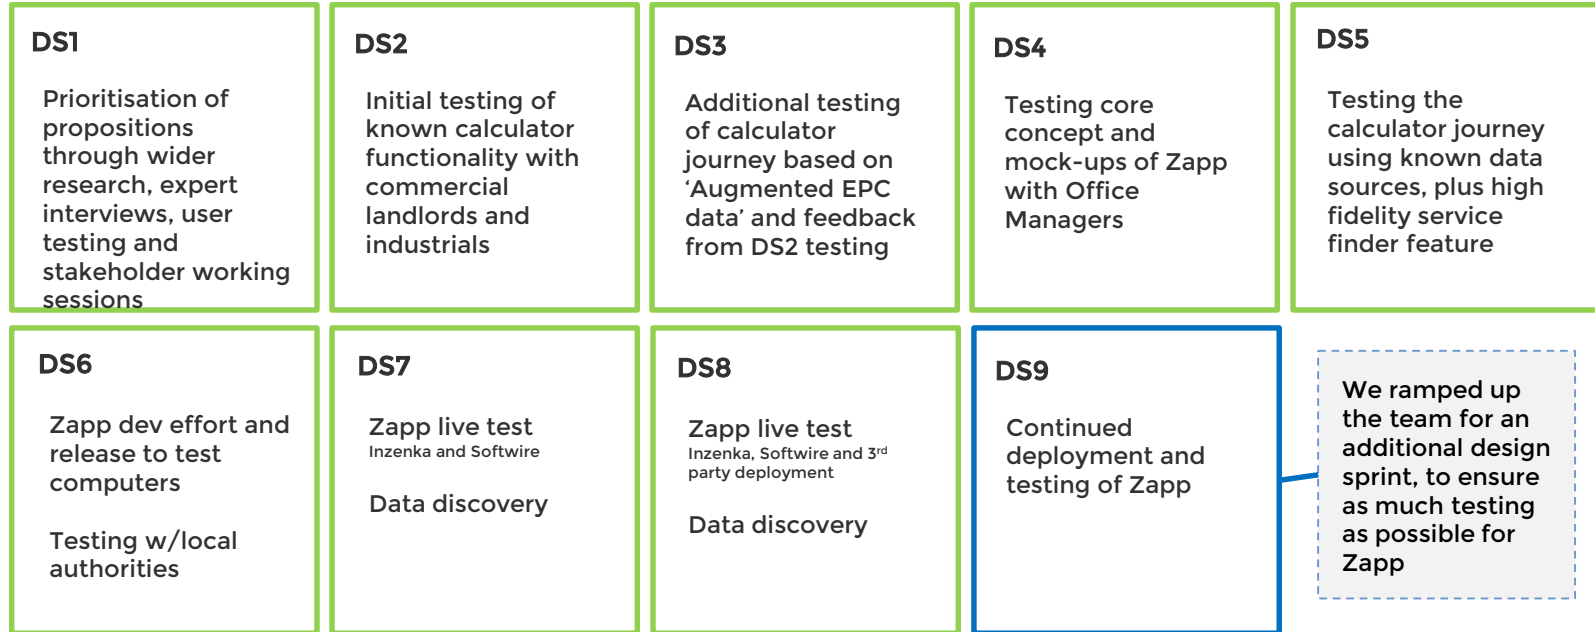 DS1
Prioritisation of
propositions
through wider
research, expert
interviews, user
testing and
stakeholder working
sessions
DS2
Initial testing of
known calculator
functionality with
commercial
landlords and
industrials
DS3
Additional testing
of calculator
journey based on
‘Augmented EPC
data’ and feedback
from DS2 testing
DS4
Testing core
concept and
mock-ups of Zapp
with Office
Managers
DS5
Testing the
calculator journey
using known data
sources, plus high
fidelity service
finder feature
DS6
Zapp dev effort and
release to test
computers
Testing w/local
authorities
DS7
Zapp live test
Inzenka and Softwire
Data discovery
DS8
Zapp live test
Inzenka, Softwire and 3rd
party deployment
Data discovery
DS9
Continued
deployment and
testing of Zapp
We ramped up
the team for an
additional design
sprint, to ensure
as much testing
as possible for
Zapp